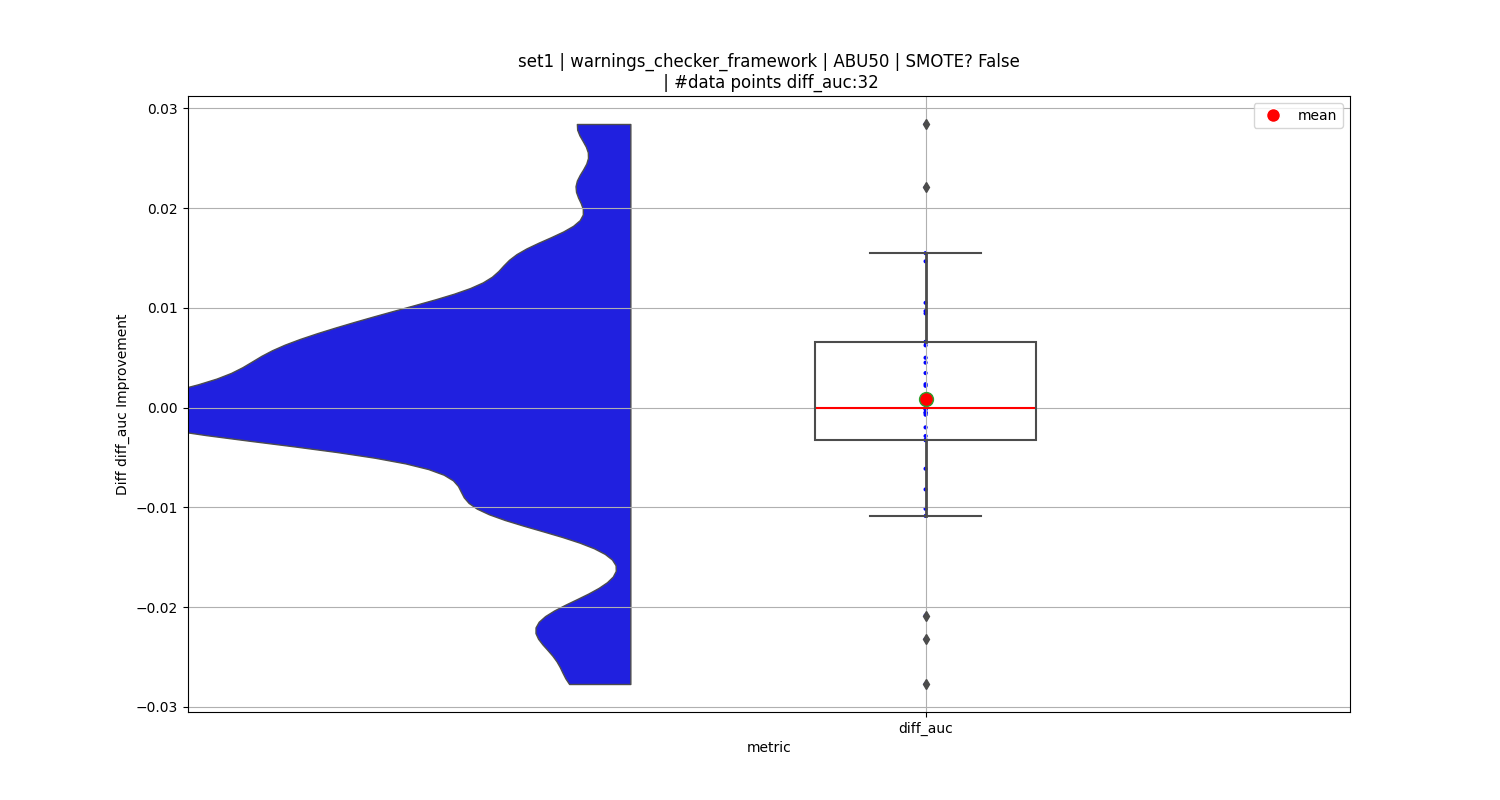 set1 | warnings_checker_framework | ABU50 | SMOTE? False
| #data points diff_auc:32
mean
0.03
0.02
0.01
0.00
−0.01
−0.02
−0.03
Diff diff_auc Improvement
diff_auc
metric